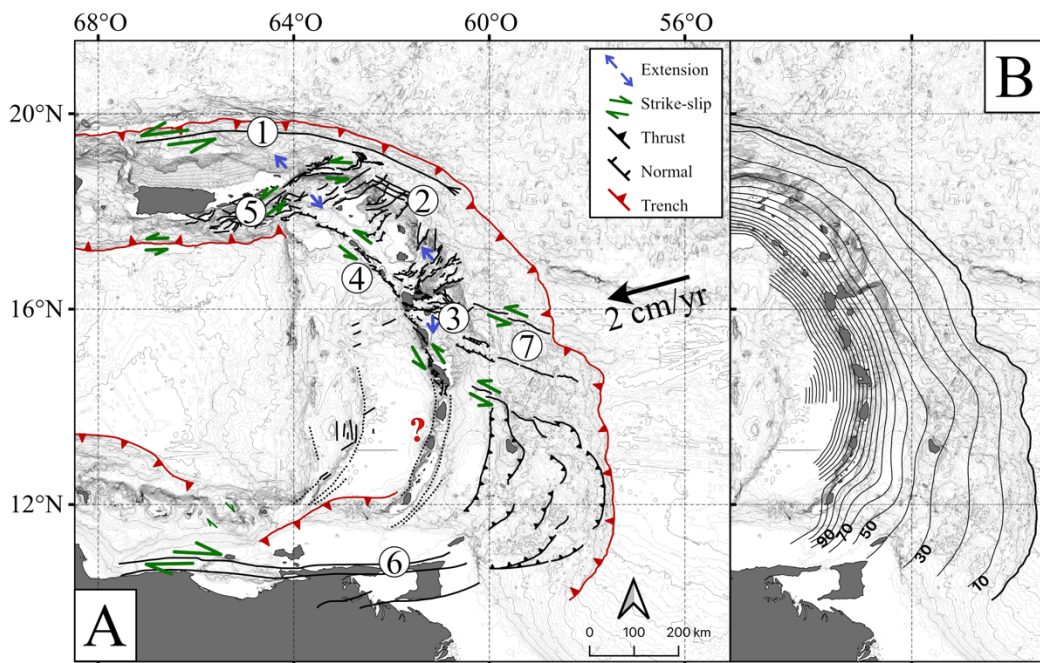 68°O 64°O 60°O 56°O
B
Extension
Strike-slip
Thrust
Normal
Trench
20°N
1
2
5
4
16°N
3
2 cm/yr
7
?
12°N
6
90
70
50
30
10
A
0 100 200 km